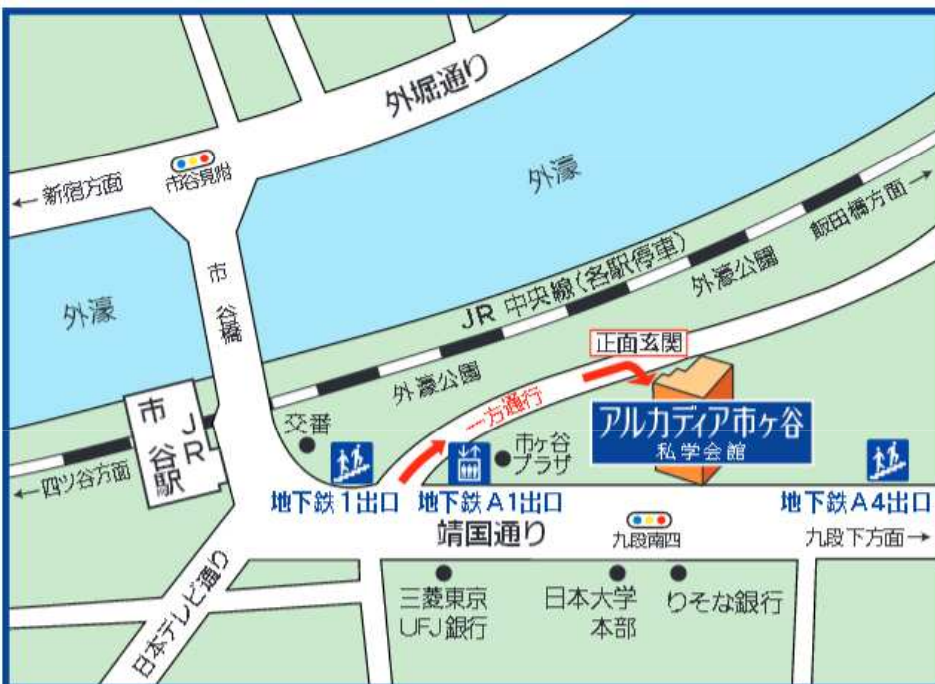 外堀通り
←新宿方面
市谷見附
外濠
飯田橋方面→
市谷橋
外濠
JR 中央線(各駅停車)
外濠公園
正面玄関
外濠公園
一方通行
アルカディア市ヶ谷
私学会館
JR
市谷駅
交番
市ヶ谷
プラザ
←四ツ谷方面
地下鉄1出口
地下鉄A1出口
地下鉄A4出口
靖国通り
九段南四
九段下方面→
日本テレビ通り
三菱東京
UFJ銀行
日本大学
本部
りそな銀行